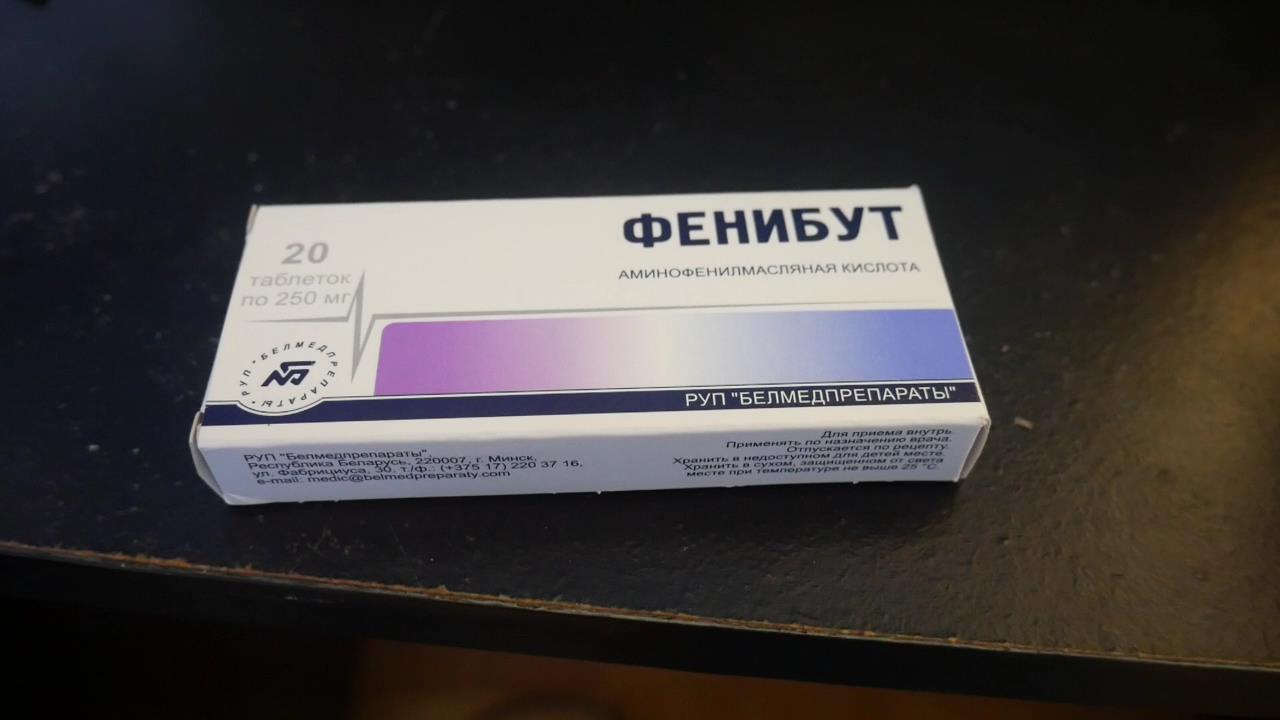 ФЕНИБУТ
АМИНОФЕНИЛМАСЛЯНАЯ КИСЛОТА
20
таблеток
по 250 мг
РУП • БЕЛМЕДПРЕПАРАТЫ •
РУП "БЕЛМЕДПРЕПАРАТЫ"
РУП "Белмедпрепараты"
Республика Беларусь, 220007, г. Минск,
ул. Фабрициуса, 30, т./ф.: (+375 17) 220 37 16,
e-mail: medic@belmedpreparaty.com
Для приема внутрь.
Применять по назначению врача.
Отпускается по рецепту.
Хранить в недоступном для детей месте.
Хранить в сухом, защищенном от света
месте при температуре не выше 25 °С.